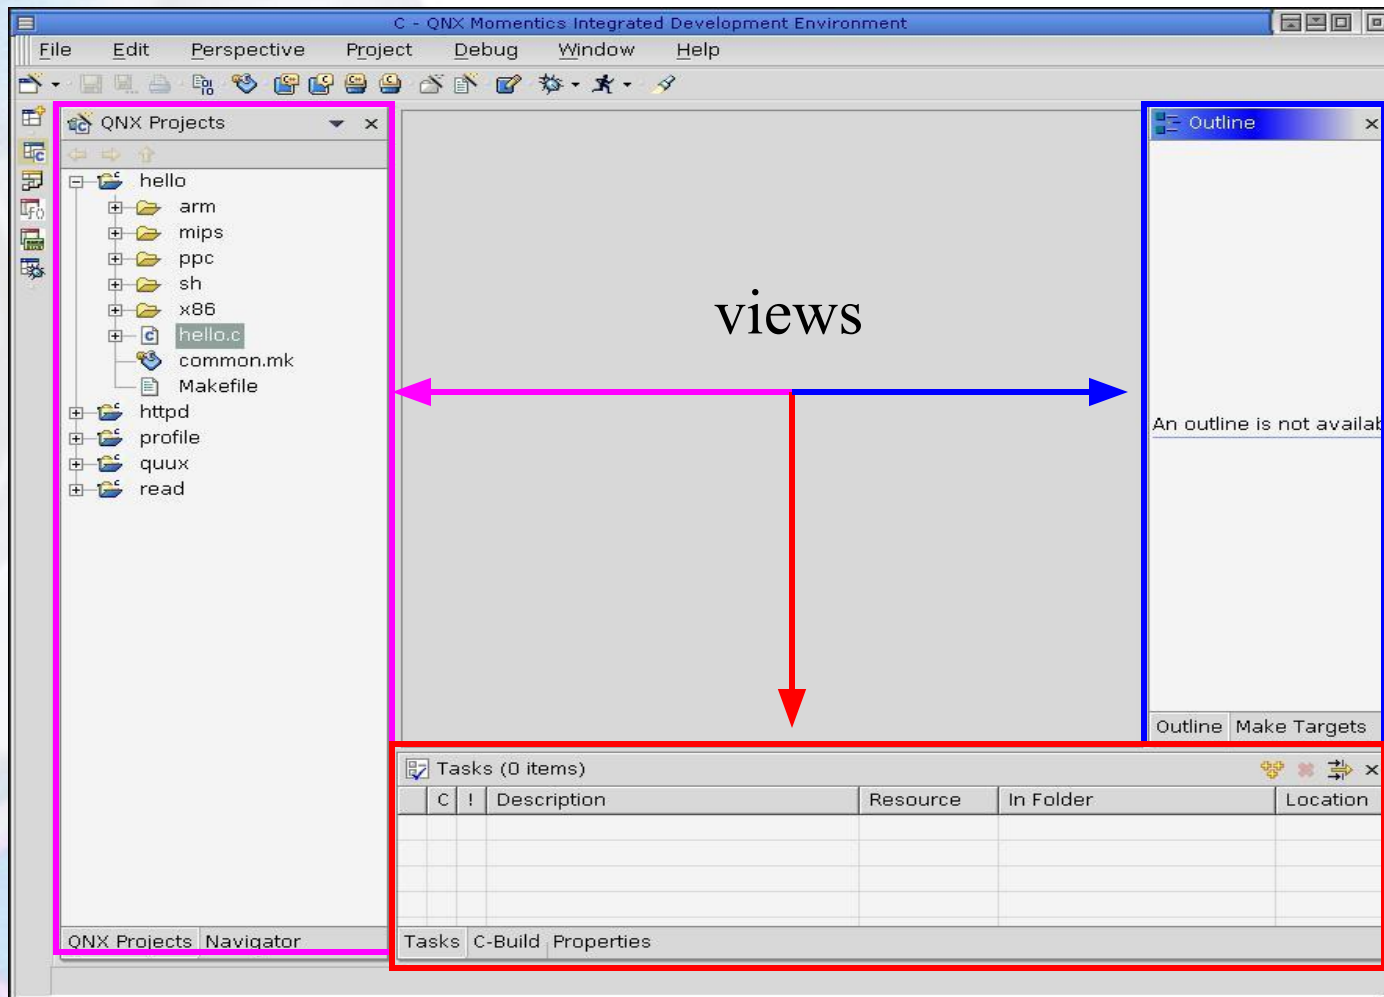 C - QNX Momentics Integrated Development Environment
File Edit Perspective Project Debug Window Help
QNX Projects
hello
arm
mips
ppc
sh
x86
hello.c
common.mk
Makefile
httpd
profile
quux
read
QNX Projects Navigator
views
Outline
An outline is not availab
Outline Make Targets
Tasks (0 items)
C ! Description Resource In Folder Location
Tasks C-Build Properties